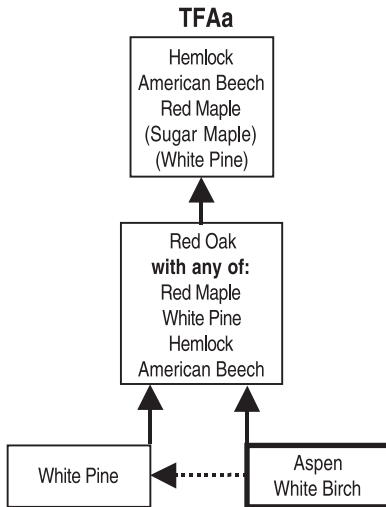 TFAa
Hemlock
American Beech
Red Maple
(Sugar Maple)
(White Pine)
Red Oak
with any of:
Red Maple
White Pine
Hemlock
American Beech
White Pine
Aspen
White Birch